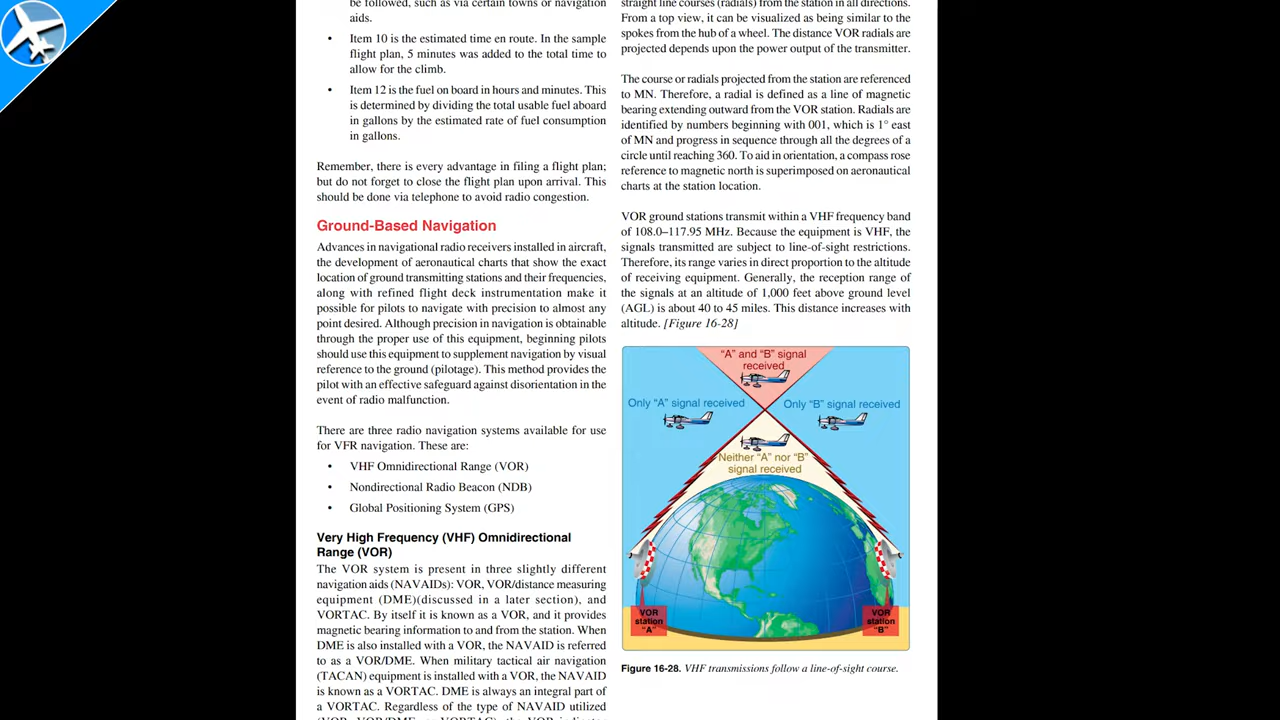 be followed, such as via certain towns or navigation
aids.
• Item 10 is the estimated time en route. In the sample
flight plan, 5 minutes was added to the total time to
allow for the climb.
• Item 12 is the fuel on board in hours and minutes. This
is determined by dividing the total usable fuel aboard
in gallons by the estimated rate of fuel consumption
in gallons.
Remember, there is every advantage in filing a flight plan;
but do not forget to close the flight plan upon arrival. This
should be done via telephone to avoid radio congestion.
Ground-Based Navigation
Advances in navigational radio receivers installed in aircraft,
the development of aeronautical charts that show the exact
location of ground transmitting stations and their frequencies,
along with refined flight deck instrumentation make it
possible for pilots to navigate with precision to almost any
point desired. Although precision in navigation is obtainable
through the proper use of this equipment, beginning pilots
should use this equipment to supplement navigation by visual
reference to the ground (pilotage). This method provides the
pilot with an effective safeguard against disorientation in the
event of radio malfunction.
There are three radio navigation systems available for use
for VFR navigation. These are:
• VHF Omnidirectional Range (VOR)
• Nondirectional Radio Beacon (NDB)
• Global Positioning System (GPS)
Very High Frequency (VHF) Omnidirectional
Range (VOR)
The VOR system is present in three slightly different
navigation aids (NAVAIDs): VOR, VOR/distance measuring
equipment (DME)(discussed in a later section), and
VORTAC. By itself it is known as a VOR, and it provides
magnetic bearing information to and from the station. When
DME is also installed with a VOR, the NAVAID is referred
to as a VOR/DME. When military tactical air navigation
(TACAN) equipment is installed with a VOR, the NAVAID
is known as a VORTAC. DME is always an integral part of
a VORTAC. Regardless of the type of NAVAID utilized
(VOR, VOR/DME, or VORTAC), the VOR indicator
straight line courses (radials) from the station in all directions.
From a top view, it can be visualized as being similar to the
spokes from the hub of a wheel. The distance VOR radials are
projected depends upon the power output of the transmitter.
The course or radials projected from the station are referenced
to MN. Therefore, a radial is defined as a line of magnetic
bearing extending outward from the VOR station. Radials are
identified by numbers beginning with 001, which is 1° east
of MN and progress in sequence through all the degrees of a
circle until reaching 360. To aid in orientation, a compass rose
reference to magnetic north is superimposed on aeronautical
charts at the station location.
VOR ground stations transmit within a VHF frequency band
of 108.0–117.95 MHz. Because the equipment is VHF, the
signals transmitted are subject to line-of-sight restrictions.
Therefore, its range varies in direct proportion to the altitude
of receiving equipment. Generally, the reception range of
the signals at an altitude of 1,000 feet above ground level
(AGL) is about 40 to 45 miles. This distance increases with
altitude. [Figure 16-28]
“A” and “B” signal
received
Only “A” signal received
Only “B” signal received
Neither “A” nor “B”
signal received
VOR
station
“A”
VOR
station
“B”
Figure 16-28. VHF transmissions follow a line-of-sight course.